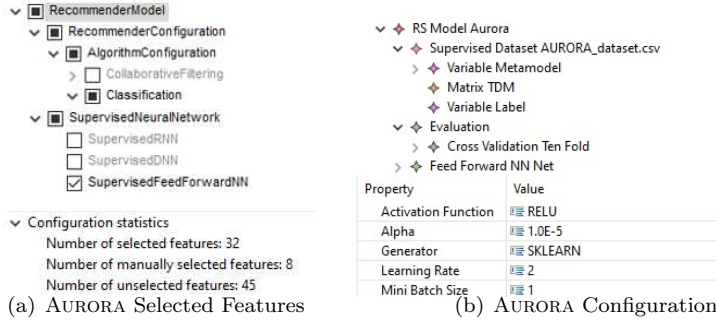 RecommenderModel
RecommenderConfiguration
AlgorithmConfiguration
CollaborativeFiltering
Classification
SupervisedNeuralNetwork
SupervisedRNN
SupervisedDNN
SupervisedFeedForwardNN
Configuration statistics
Number of selected features: 32
Number of manually selected features: 8
Number of unselected features: 45
(a) AURORA Selected Features
RS Model Aurora
Supervised Dataset AURORA_dataset.csv
Variable Metamodel
Matrix TDM
Variable Label
Evaluation
Cross Validation Ten Fold
Feed Forward NN Net
Property Value
Activation Function RELU
Alpha 1.0E-5
Generator SKLEARN
Learning Rate 2
Mini Batch Size 1
(b) AURORA Configuration